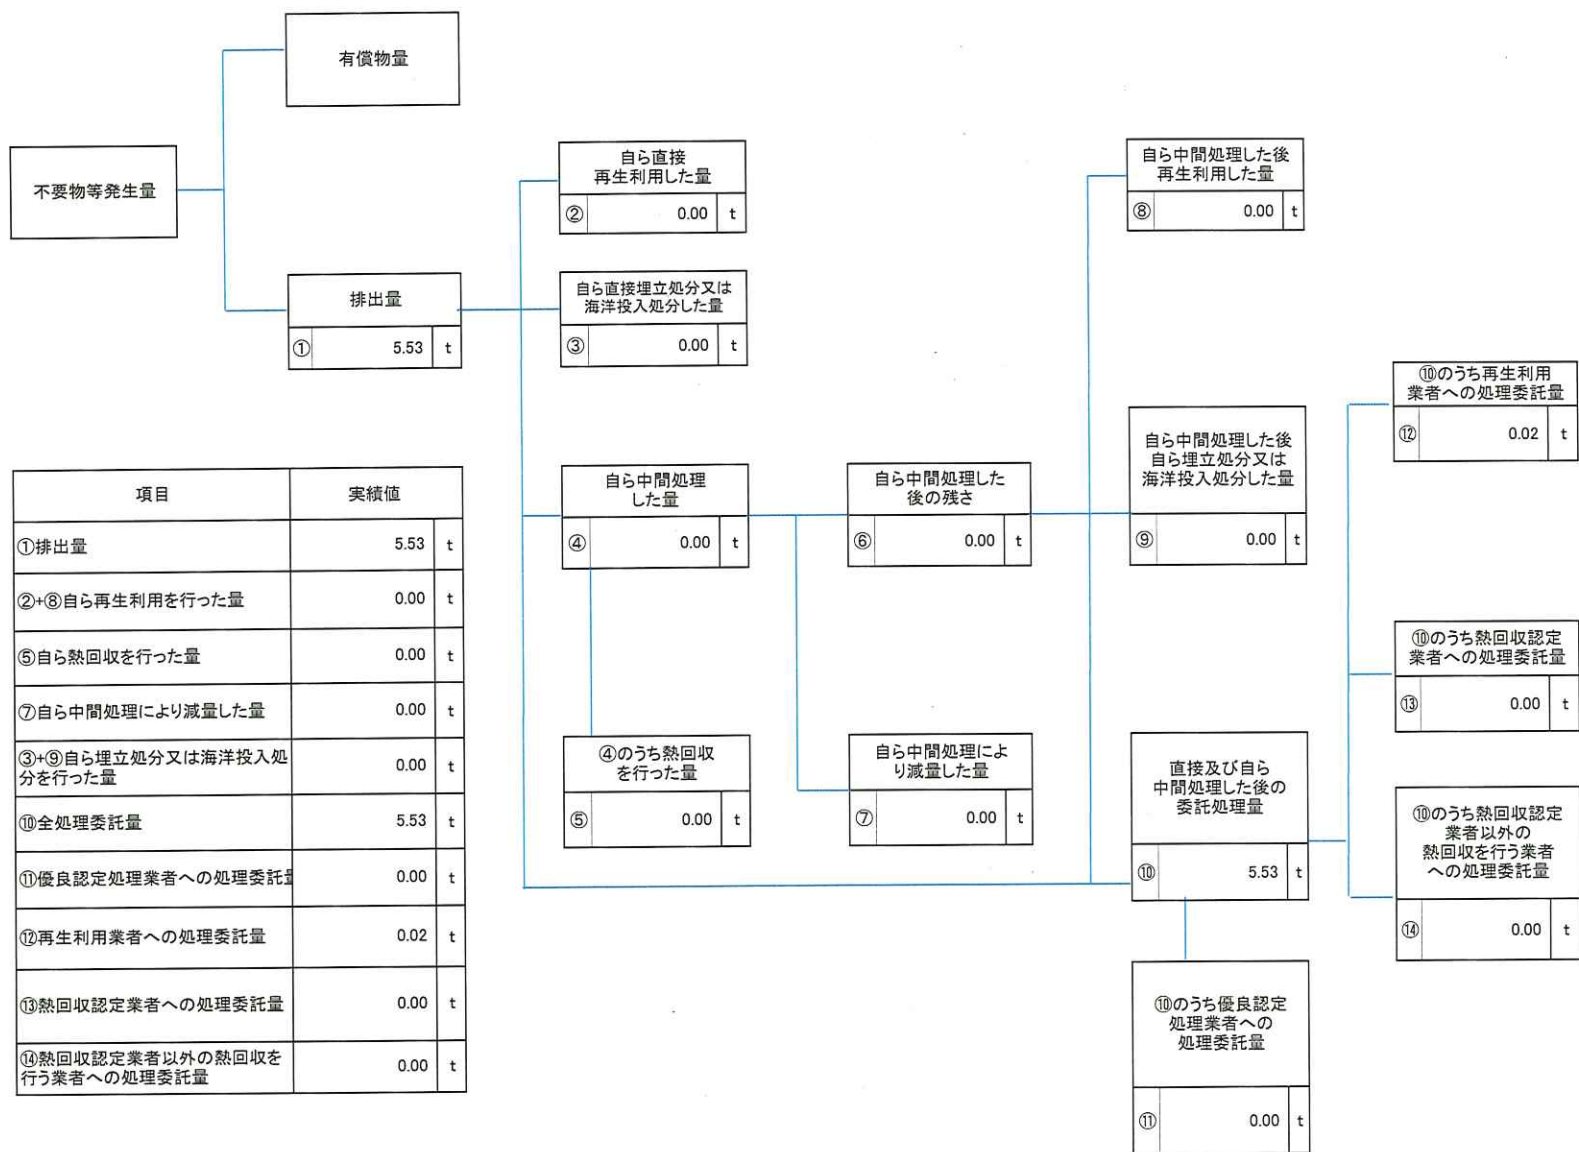 有償物量
不要物等発生量
排出量
① 5.53 t
自ら直接
再生利用した量
② 0.00 t
自ら直接埋立処分又は
海洋投入処分した量
③ 0.00 t
自ら中間処理
した量
④ 0.00 t
④のうち熱回収
を行った量
⑤ 0.00 t
自ら中間処理した
後の残さ
⑥ 0.00 t
自ら中間処理によ
り減量した量
⑦ 0.00 t
自ら中間処理した後
再生利用した量
⑧ 0.00 t
自ら中間処理した後
自ら埋立処分又は
海洋投入処分した量
⑨ 0.00 t
直接及び自ら
中間処理した後の
委託処理量
⑩ 5.53 t
⑩のうち優良認定
処理業者への
処理委託量
⑪ 0.00 t
⑩のうち再生利用
業者への処理委託量
⑫ 0.02 t
⑩のうち熱回収認定
業者への処理委託量
⑬ 0.00 t
⑩のうち熱回収認定
業者以外の
熱回収を行う業者
への処理委託量
⑭ 0.00 t
項目 実績値
①排出量 5.53 t
②+⑧自ら再生利用を行った量 0.00 t
⑤自ら熱回収を行った量 0.00 t
⑦自ら中間処理により減量した量 0.00 t
③+⑨自ら埋立処分又は海洋投入処
分を行った量 0.00 t
⑩全処理委託量 5.53 t
⑪優良認定処理業者への処理委託 0.00 t
⑫再生利用業者への処理委託量 0.02 t
⑬熱回収認定業者への処理委託量 0.00 t
⑭熱回収認定業者以外の熱回収を
行う業者への処理委託量 0.00 t